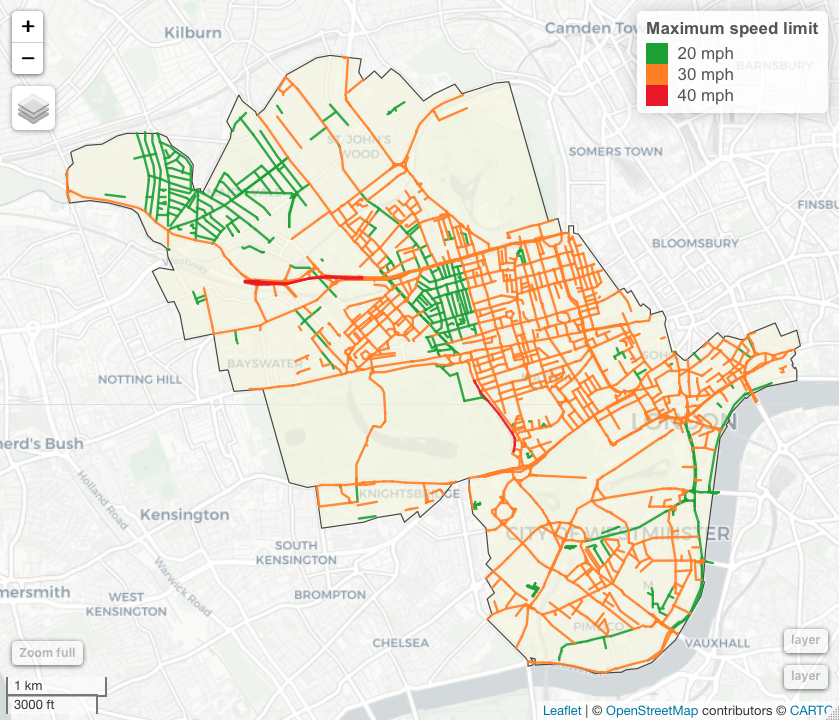 +
−
Kilburn
Camden Tow
BARNSBURY
Maximum speed limit
20 mph
30 mph
40 mph
ST JOHN'S
WOOD
SOMERS TOWN
FINSBU
BLOOMSBURY
Westway
SOHO
BAYSWATER
NOTTING HILL
LONDON
herd's Bush
KNIGHTSBRIDGE
Holland Road
Kensington
CITY OF WESTMINSTER
SOUTH
KENSINGTON
Warwick Road
mersmith
WEST
KENSINGTON
BROMPTON
M
PIMLICO
CHELSEA
VAUXHALL
layer
Zoom full
layer
1 km
3000 ft
Leaflet | © OpenStreetMap contributors © CARTO